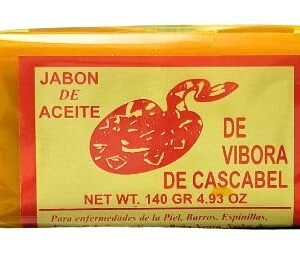 JABON
DE
ACEITE
DE
VIBORA
DE CASCABEL
NET WT. 140 GR 4.93 OZ
Para enfermedades de la Piel, Barros, Espinillas,